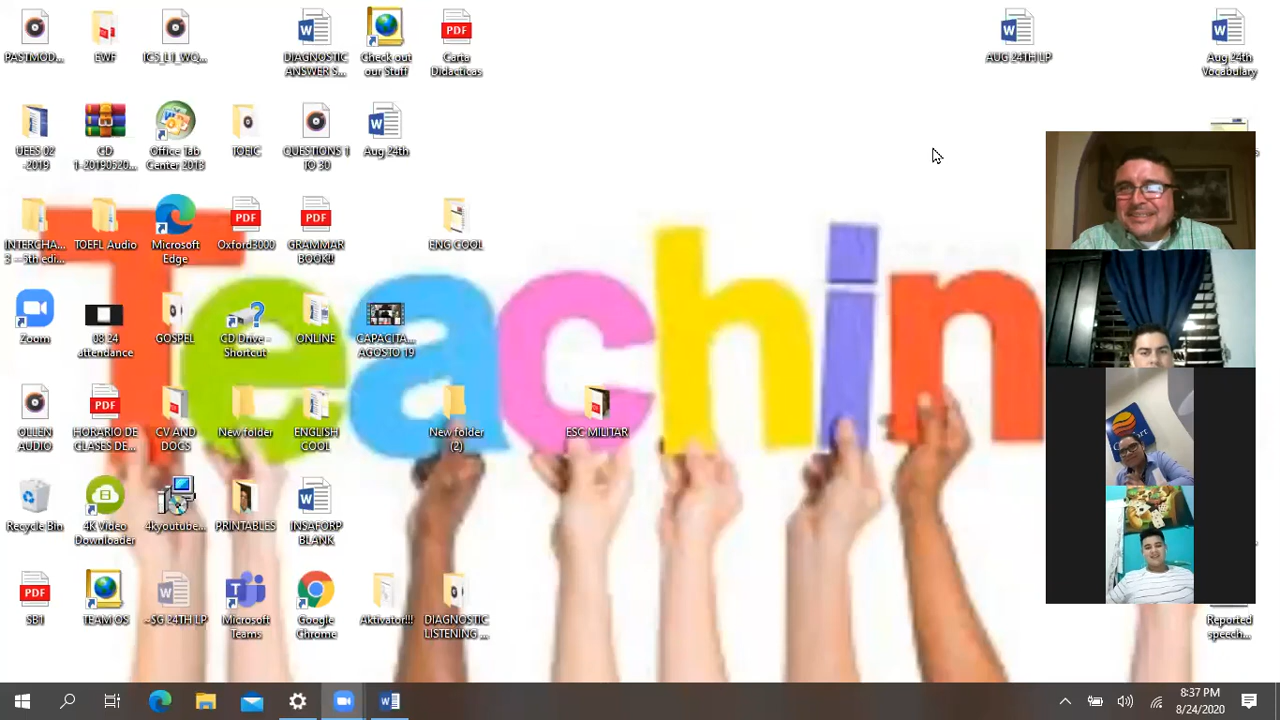 PASTMOD...
EWF
ICS_L1_WQ...
DIAGNOSTIC
ANSWER S...
Check out
our Stuff
Carta
Didacticas
AUG 24TH LP
Aug 24th
Vocabulary
UEES 02
-2019
CD
1-20190520...
Office Tab
Center 2013
TOEIC
QUESTIONS 1
TO 30
Aug 24th
INTERCHA...
3 --5th.edi...
TOEFL Audio
Microsoft
Edge
Oxford3000
GRAMMAR
BOOK!!
ENG COOL
Teachin
Zoom
08 24
attendance
GOSPEL
CD Drive -
Shortcut
ONLINE
CAPACITA...
AGOSTO 19
OLLEN
AUDIO
HORARIO DE
CLASES DE...
CV AND
DOCS
New folder
ENGLISH
COOL
New folder
(2)
ESC MILITAR
Recycle Bin
4K Video
Downloader
4kyoutube...
PRINTABLES
INSAFORP
BLANK
SB1
TEAM OS
~SG 24TH LP
Microsoft
Teams
Google
Chrome
Aktivator!!!
DIAGNOSTIC
LISTENING ...
Reported
speech...
8:37 PM
8/24/2020